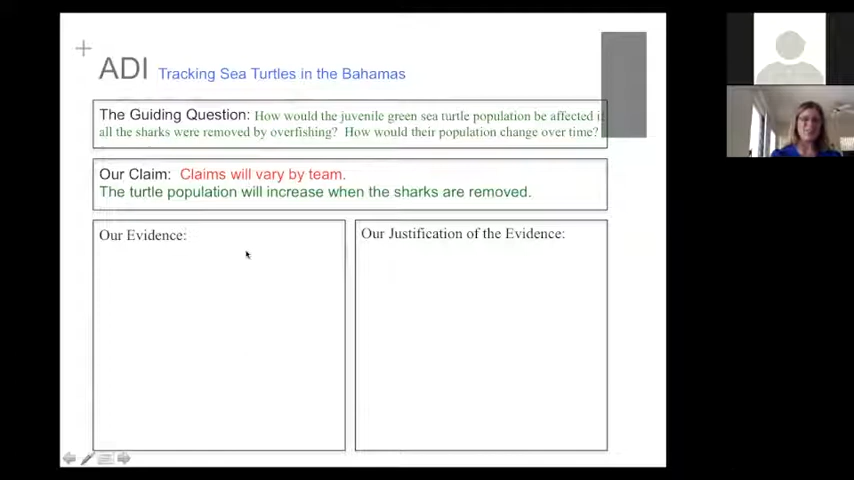 ADI Tracking Sea Turtles in the Bahamas
The Guiding Question: How would the juvenile green sea turtle population be affected if
all the sharks were removed by overfishing? How would their population change over time?
Our Claim: Claims will vary by team.
The turtle population will increase when the sharks are removed.
Our Evidence:
Our Justification of the Evidence: